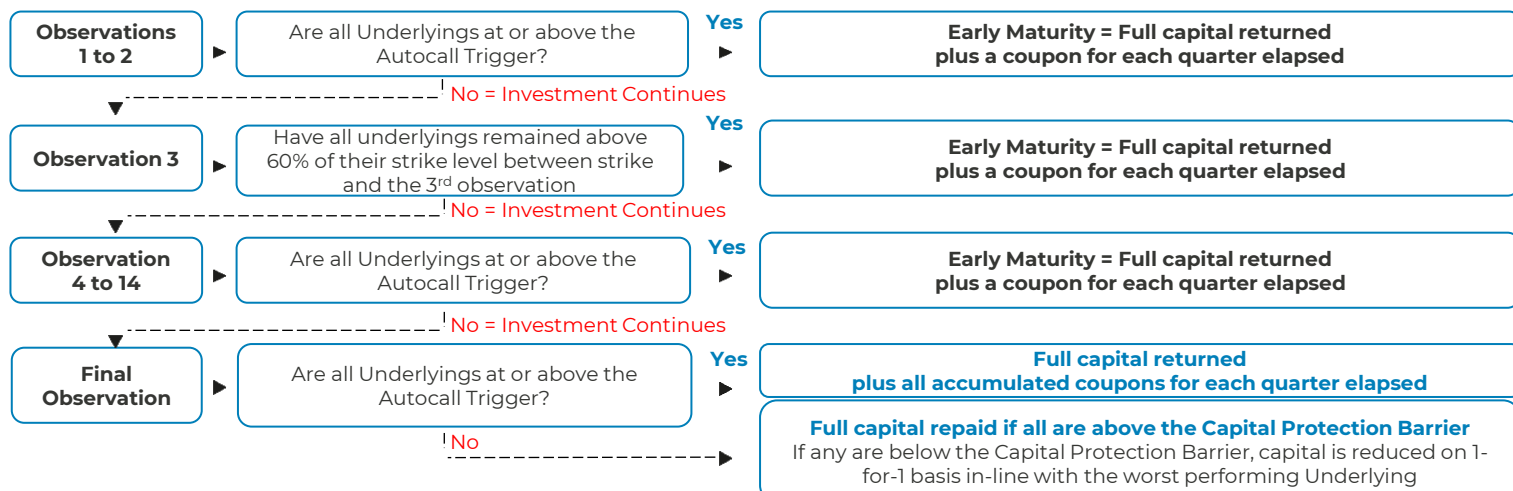 Observations
1 to 2
Are all Underlyings at or above the
Autocall Trigger?
Yes
Early Maturity = Full capital returned
plus a coupon for each quarter elapsed
No = Investment Continues
Observation 3
Have all underlyings remained above
60% of their strike level between strike
and the 3rd observation
Yes
Early Maturity = Full capital returned
plus a coupon for each quarter elapsed
No = Investment Continues
Observation
4 to 14
Are all Underlyings at or above the
Autocall Trigger?
Yes
Early Maturity = Full capital returned
plus a coupon for each quarter elapsed
No = Investment Continues
Final
Observation
Are all Underlyings at or above the
Autocall Trigger?
Yes
Full capital returned
plus all accumulated coupons for each quarter elapsed
No
Full capital repaid if all are above the Capital Protection Barrier
If any are below the Capital Protection Barrier, capital is reduced on 1-
for-1 basis in-line with the worst performing Underlying